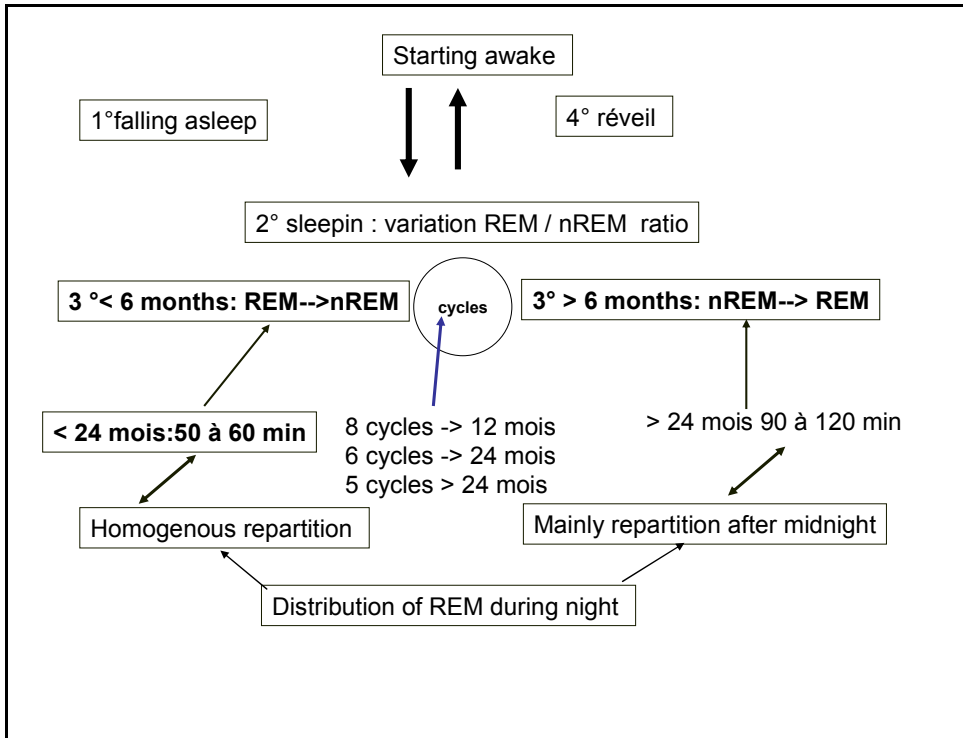 Starting awake
1°falling asleep
4° réveil
2° sleepin : variation REM / nREM ratio
3 °< 6 months: REM-->nREM
cycles
3° > 6 months: nREM--> REM
< 24 mois:50 à 60 min
8 cycles -> 12 mois
6 cycles -> 24 mois
5 cycles > 24 mois
> 24 mois 90 à 120 min
Homogenous repartition
Mainly repartition after midnight
Distribution of REM during night